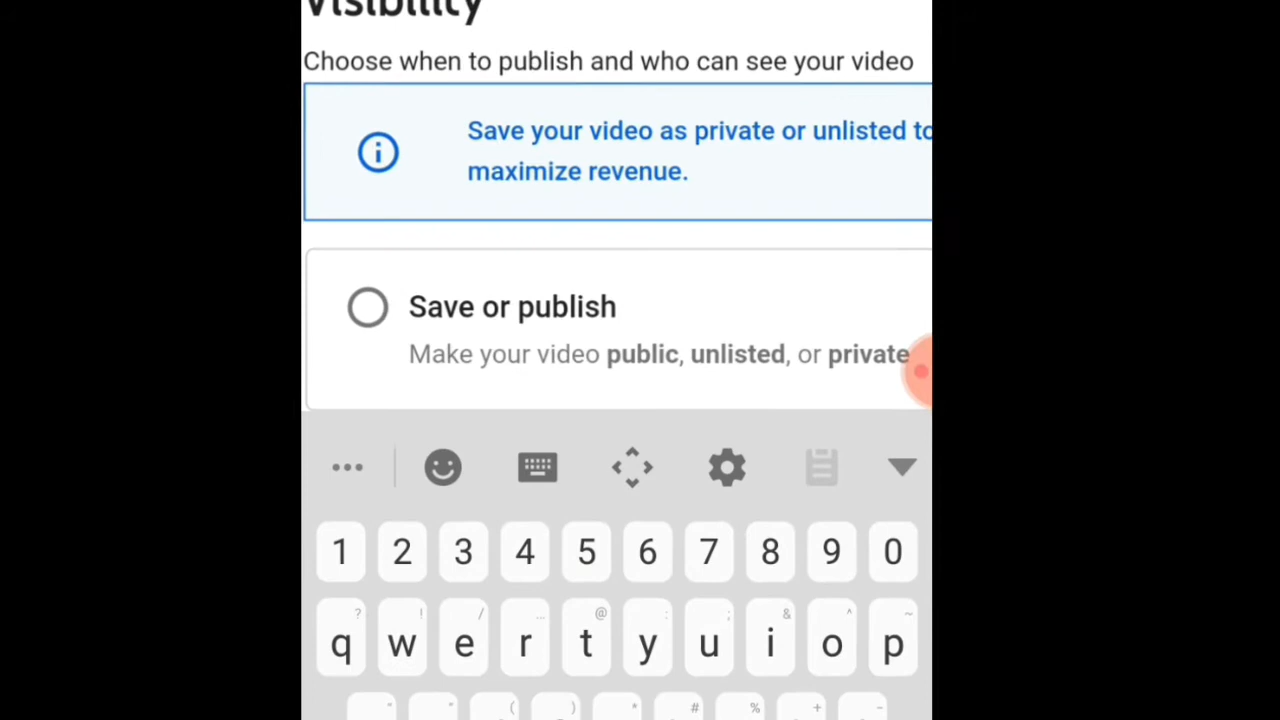 Visibility
Choose when to publish and who can see your video
Save your video as private or unlisted to
maximize revenue.
Save or publish
Make your video public, unlisted, or private
1 2 3 4 5 6 7 8 9 0
? ! / ... @ : ; & ^ ~
q w e r t y u i o p
( ) * # % + -